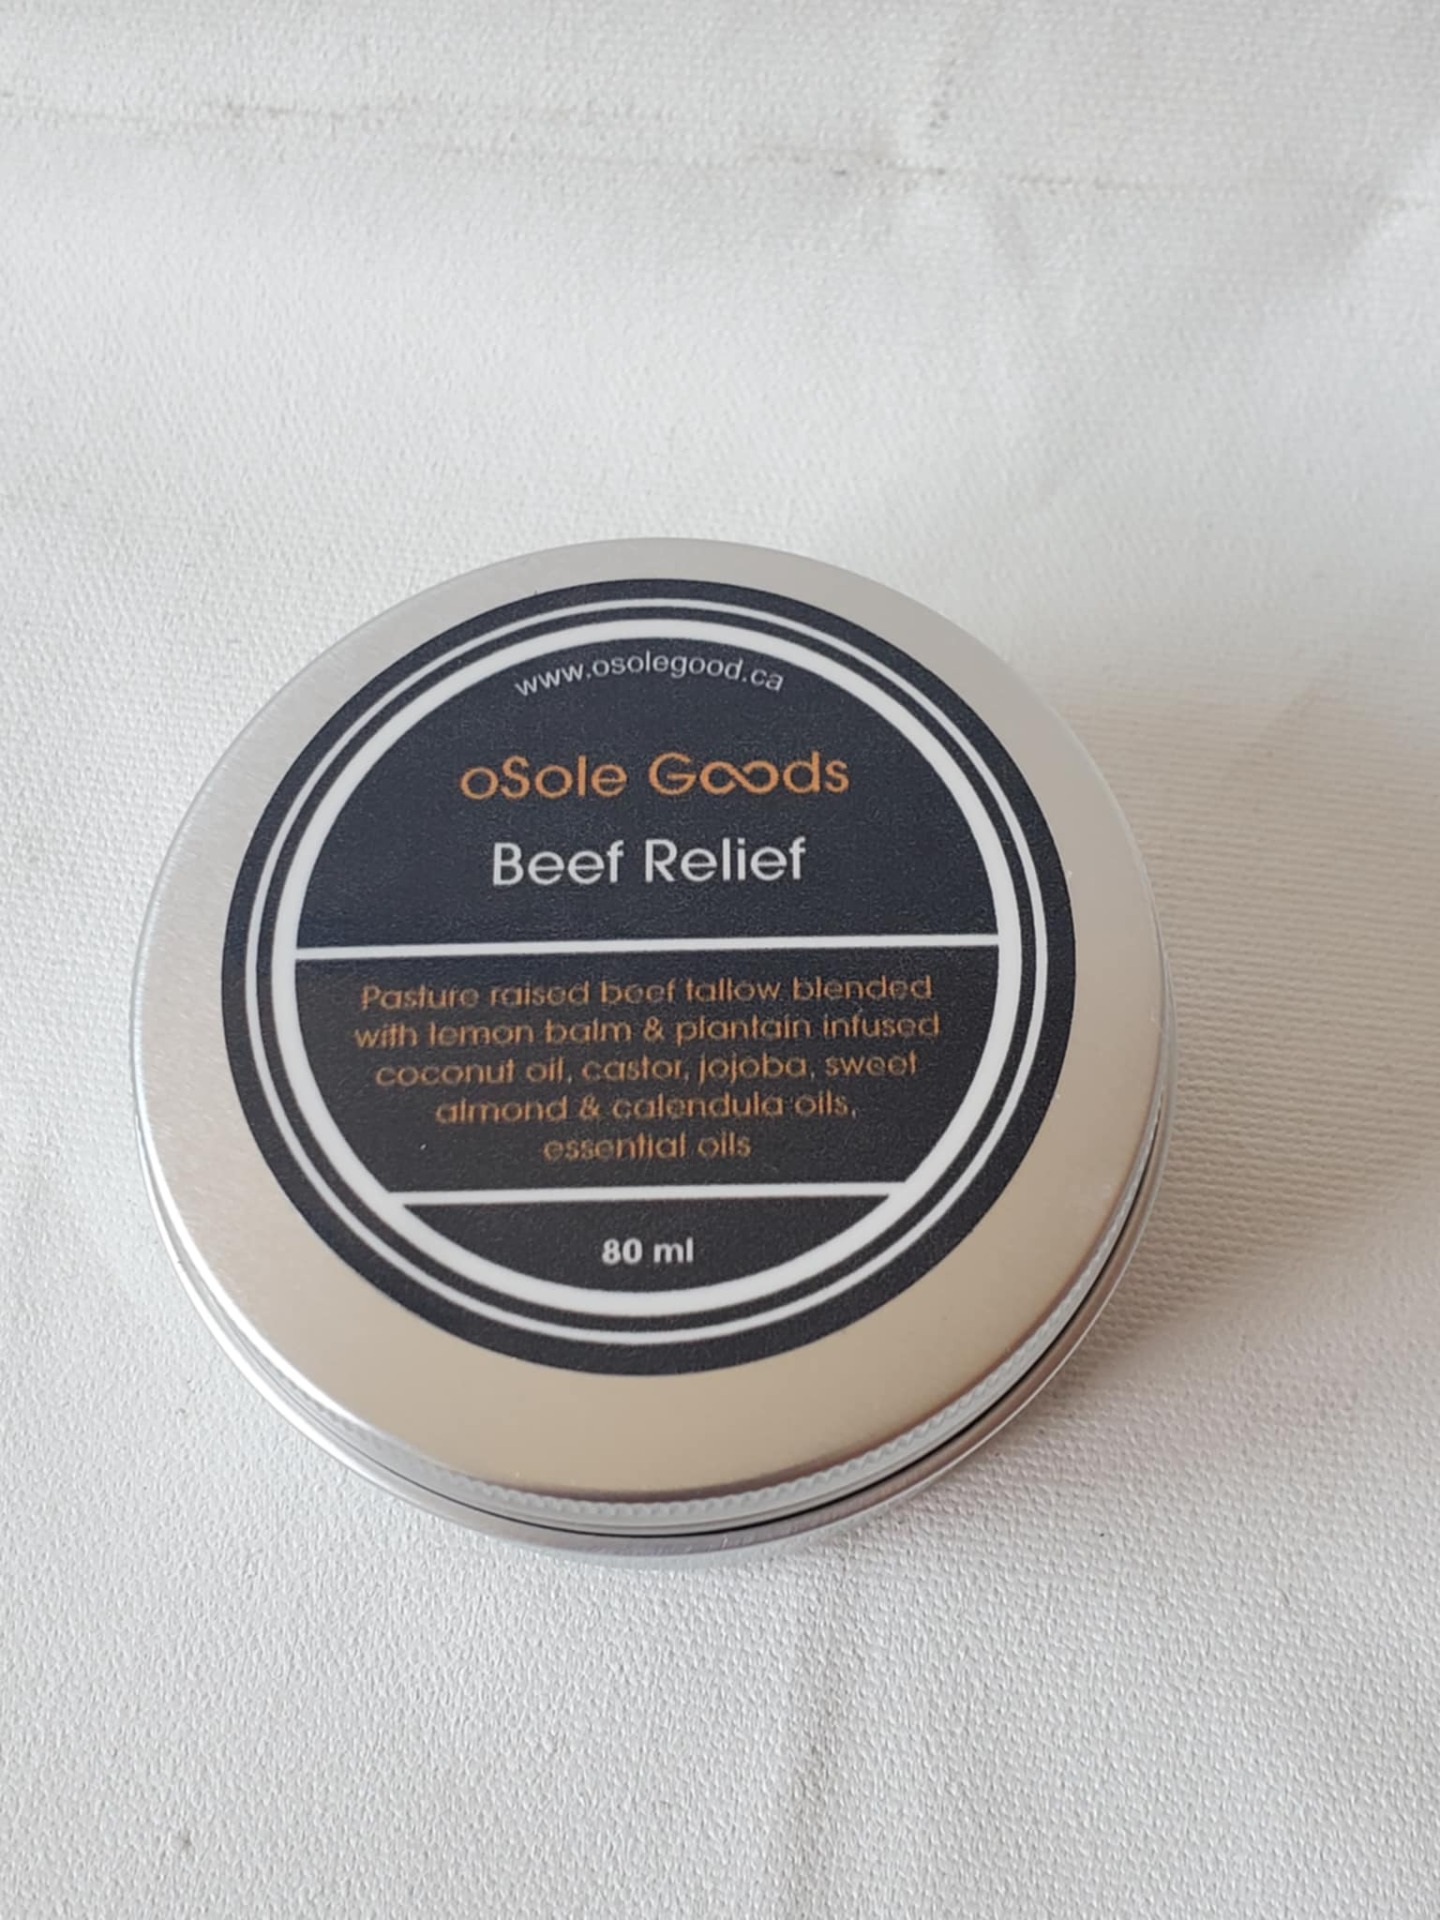 www.osolegood.ca
oSole Goods
Beef Relief
Pasture raised beef tallow blended
with lemon balm & plantain infused
coconut oil, castor, jojoba, sweet
almond & calendula oils,
essential oils
80 ml